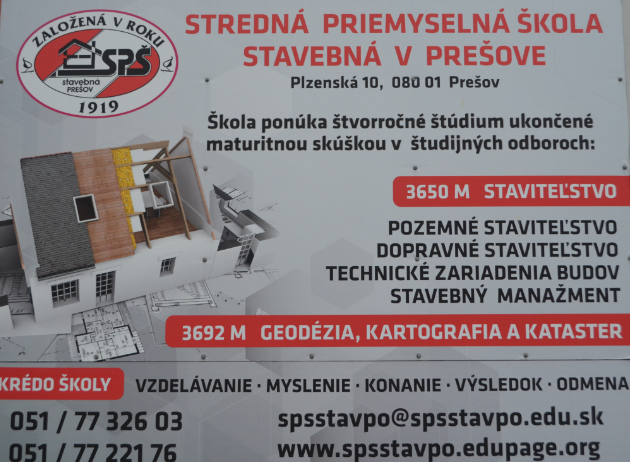 ZALOŽENÁ V ROKU
SPŠ
stavebná
PREŠOV
1919
STREDNÁ PRIEMYSELNÁ ŠKOLA
STAVEBNÁ V PREŠOVE
Plzenská 10, 080 01 Prešov
Škola ponúka štvorročné štúdium ukončené
maturitnou skúškou v študijných odboroch:
3650 M STAVITEĽSTVO
POZEMNÉ STAVITEĽSTVO
DOPRAVNÉ STAVITEĽSTVO
TECHNICKÉ ZARIADENIA BUDOV
STAVEBNÝ MANAŽMENT
3692 M GEODÉZIA, KARTOGRAFIA A KATASTER
KRÉDO ŠKOLY VZDELÁVANIE · MYSLENIE · KONANIE · VÝSLEDOK · ODMENA
051 / 77 326 03 spsstavpo@spsstavpo.edu.sk
051 / 77 221 76 www.spsstavpo.edupage.org